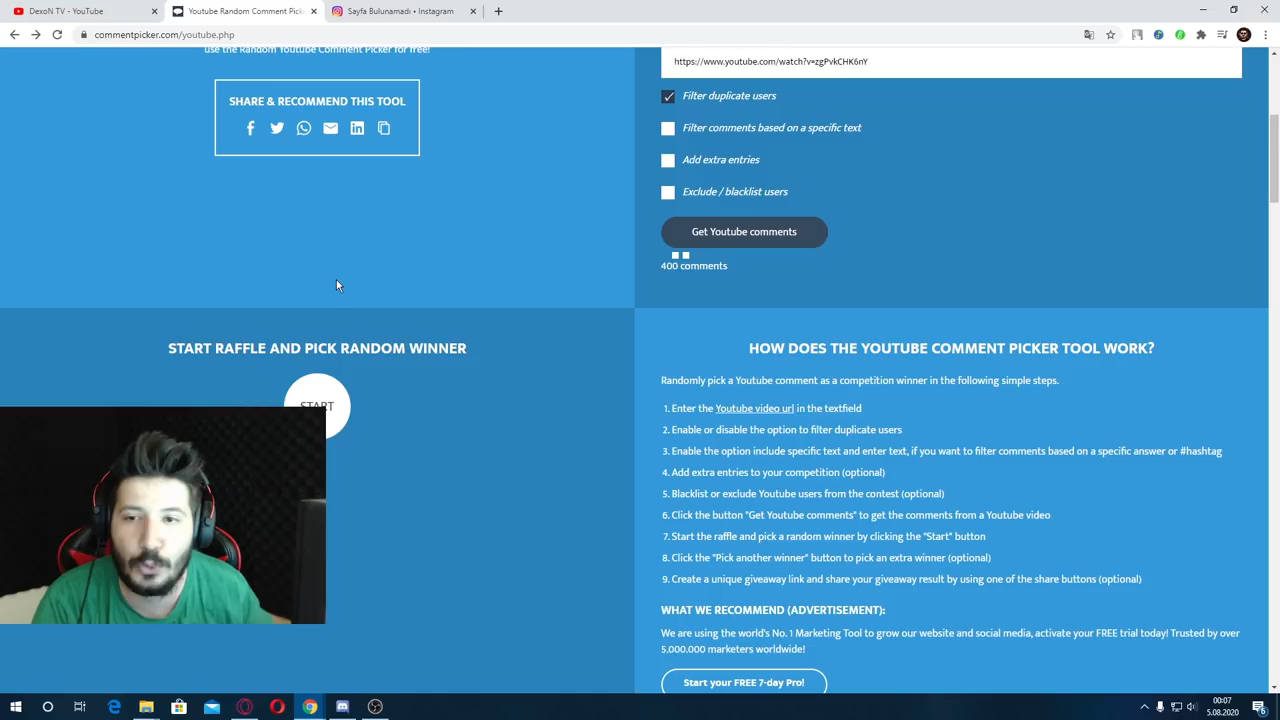 DexoN TV - YouTube
Youtube Random Comment Picke
Sayfa Bulunamadı • Instagram
commentpicker.com/youtube.php
use the Random Youtube Comment Picker for free!
SHARE & RECOMMEND THIS TOOL
https://www.youtube.com/watch?v=zgPvkCHK6nY
Filter duplicate users
Filter comments based on a specific text
Add extra entries
Exclude / blacklist users
Get Youtube comments
400 comments
START RAFFLE AND PICK RANDOM WINNER
START
HOW DOES THE YOUTUBE COMMENT PICKER TOOL WORK?
Randomly pick a Youtube comment as a competition winner in the following simple steps.
1. Enter the Youtube video url in the textfield
2. Enable or disable the option to filter duplicate users
3. Enable the option include specific text and enter text, if you want to filter comments based on a specific answer or #hashtag
4. Add extra entries to your competition (optional)
5. Blacklist or exclude Youtube users from the contest (optional)
6. Click the button "Get Youtube comments" to get the comments from a Youtube video
7. Start the raffle and pick a random winner by clicking the "Start" button
8. Click the "Pick another winner" button to pick an extra winner (optional)
9. Create a unique giveaway link and share your giveaway result by using one of the share buttons (optional)
WHAT WE RECOMMEND (ADVERTISEMENT):
We are using the world's No. 1 Marketing Tool to grow our website and social media, activate your FREE trial today! Trusted by over
5.000.000 marketers worldwide!
Start your FREE 7-day Pro!
00:07
5.08.2020
6